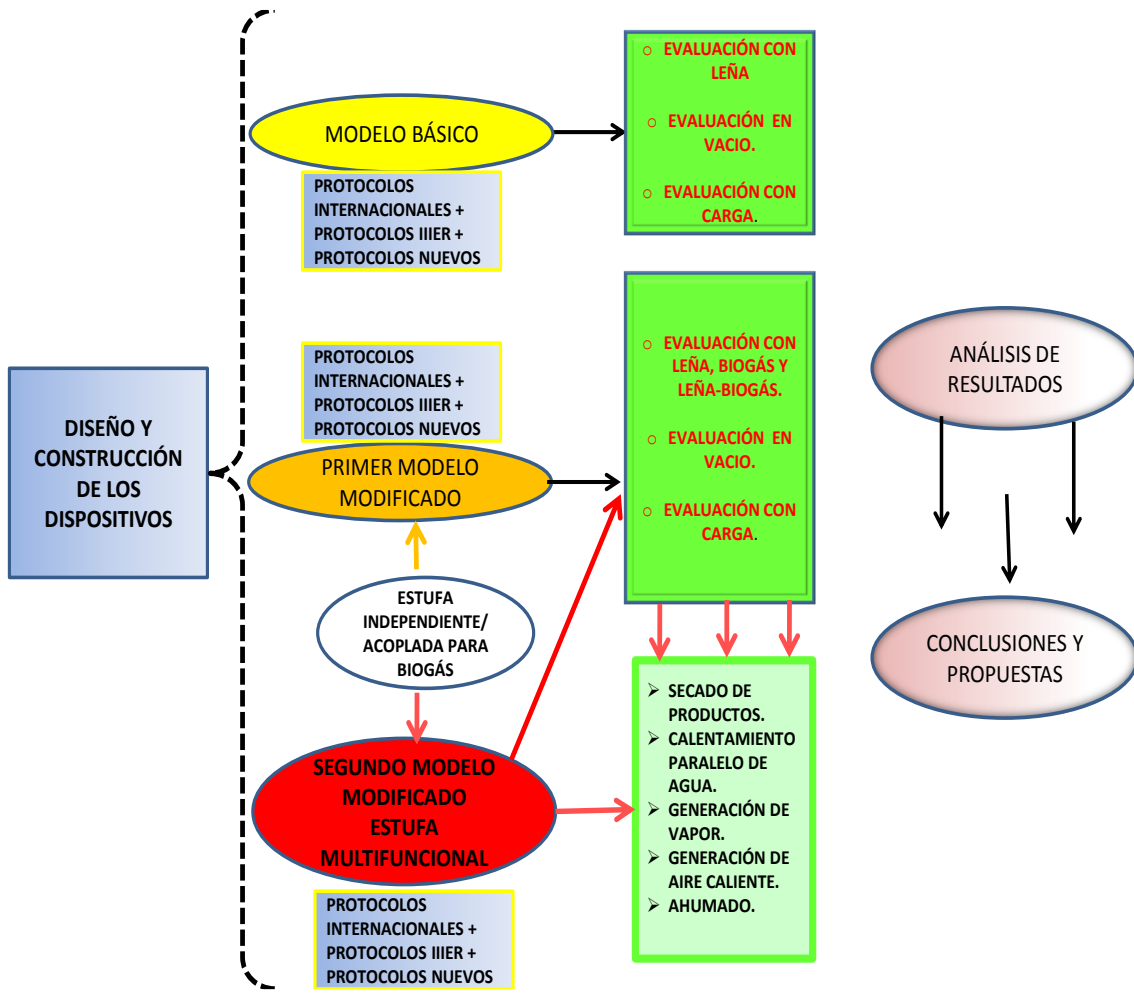 DISEÑO Y
CONSTRUCCIÓN
DE LOS
DISPOSITIVOS
MODELO BÁSICO
PROTOCOLOS
INTERNACIONALES +
PROTOCOLOS IIIER +
PROTOCOLOS NUEVOS
○ EVALUACIÓN CON
LEÑA
○ EVALUACIÓN EN
VACIO.
○ EVALUACIÓN CON
CARGA.
PROTOCOLOS
INTERNACIONALES +
PROTOCOLOS IIIER +
PROTOCOLOS NUEVOS
PRIMER MODELO
MODIFICADO
○ EVALUACIÓN CON
LEÑA, BIOGÁS Y
LEÑA-BIOGÁS.
○ EVALUACIÓN EN
VACIO.
○ EVALUACIÓN CON
CARGA.
ESTUFA
INDEPENDIENTE/
ACOPLADA PARA
BIOGÁS
SEGUNDO MODELO
MODIFICADO
ESTUFA
MULTIFUNCIONAL
PROTOCOLOS
INTERNACIONALES +
PROTOCOLOS IIIER +
PROTOCOLOS NUEVOS
➢ SECADO DE
PRODUCTOS.
➢ CALENTAMIENTO
PARALELO DE
AGUA.
➢ GENERACIÓN DE
VAPOR.
➢ GENERACIÓN DE
AIRE CALIENTE.
➢ AHUMADO.
ANÁLISIS DE
RESULTADOS
CONCLUSIONES Y
PROPUESTAS